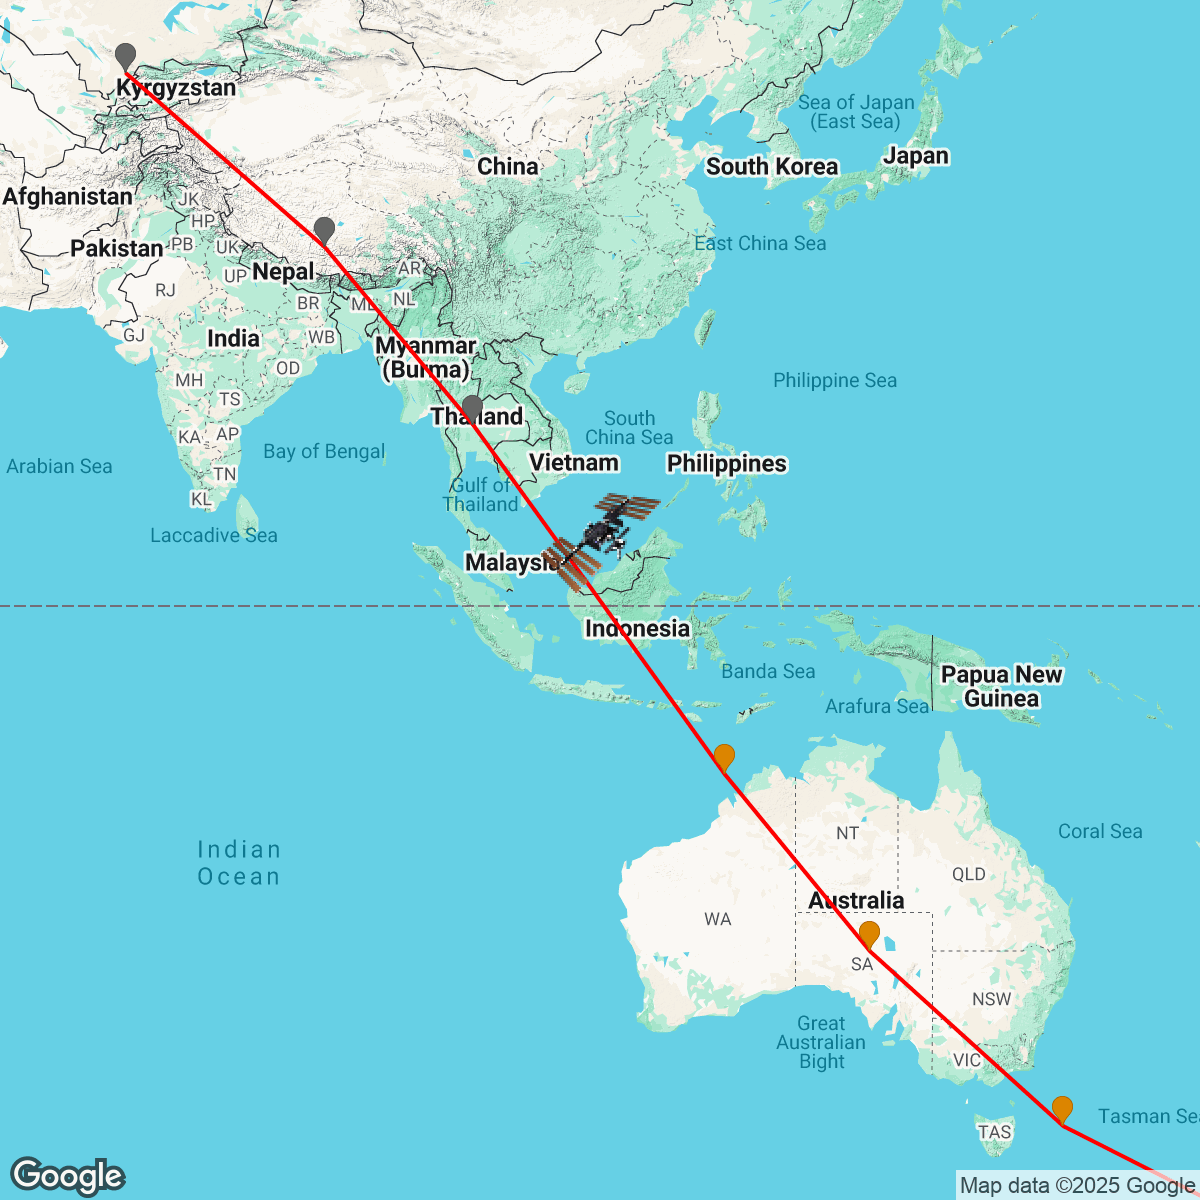 Kyrgyzstan
Sea of Japan
(East Sea)
China
South Korea
Japan
Afghanistan
JK
HP
PB
UK
Pakistan
East China Sea
Nepal
UP
AR
RJ
BR
ML
NL
GJ
India
WB
Myanmar
(Burma)
OD
MH
TS
Philippine Sea
Thailand
South
China Sea
KA
AP
Bay of Bengal
Arabian Sea
TN
Vietnam
Philippines
Gulf of
Thailand
KL
Laccadive Sea
Malaysia
Indonesia
Banda Sea
Papua New
Guinea
Arafura Sea
NT
Coral Sea
Indian
Ocean
QLD
Australia
WA
SA
NSW
Great
Australian
Bight
VIC
Tasman Sea
TAS
Google
Map data ©2025 Google